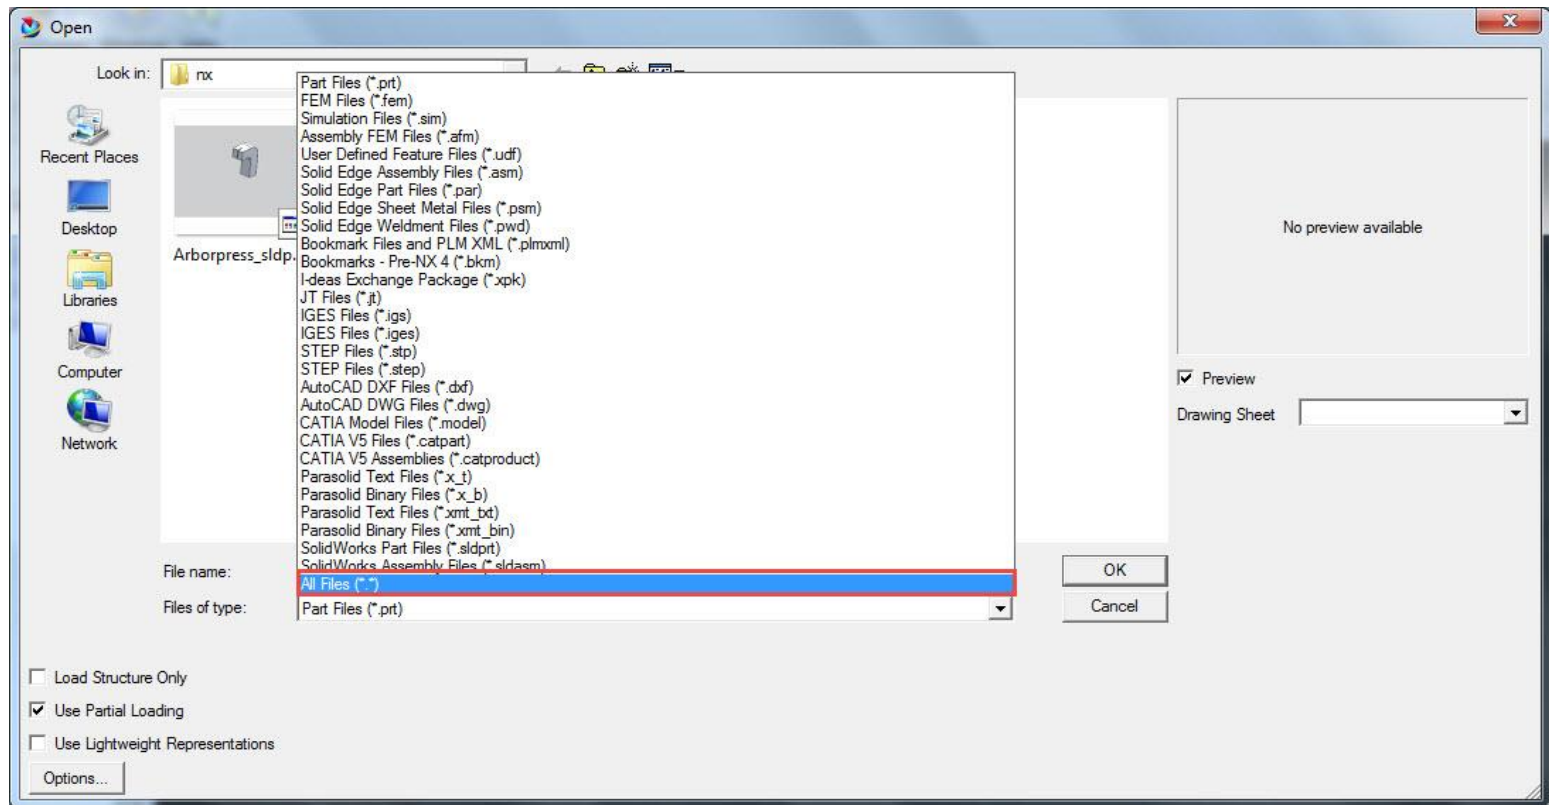 Open
Look in:
nx
Recent Places
Desktop
Libraries
Computer
Network
Arborpress_sldp.
Part Files (*.prt)
FEM Files (*.fem)
Simulation Files (*.sim)
Assembly FEM Files (*.afm)
User Defined Feature Files (*.udf)
Solid Edge Assembly Files (*.asm)
Solid Edge Part Files (*.par)
Solid Edge Sheet Metal Files (*.psm)
Solid Edge Weldment Files (*.pwd)
Bookmark Files and PLM XML (*.plmxml)
Bookmarks - Pre-NX 4 (*.bkm)
I-deas Exchange Package (*.xpk)
JT Files (*.jt)
IGES Files (*.igs)
IGES Files (*.iges)
STEP Files (*.stp)
STEP Files (*.step)
AutoCAD DXF Files (*.dxf)
AutoCAD DWG Files (*.dwg)
CATIA Model Files (*.model)
CATIA V5 Files (*.catpart)
CATIA V5 Assemblies (*.catproduct)
Parasolid Text Files (*.x_t)
Parasolid Binary Files (*.x_b)
Parasolid Text Files (*.xmt_txt)
Parasolid Binary Files (*.xmt_bin)
SolidWorks Part Files (*.sldprt)
SolidWorks Assembly Files (*.sldasm)
All Files (*.*)
No preview available
Preview
Drawing Sheet
File name:
OK
Files of type:
Part Files (*.prt)
Cancel
Load Structure Only
Use Partial Loading
Use Lightweight Representations
Options...